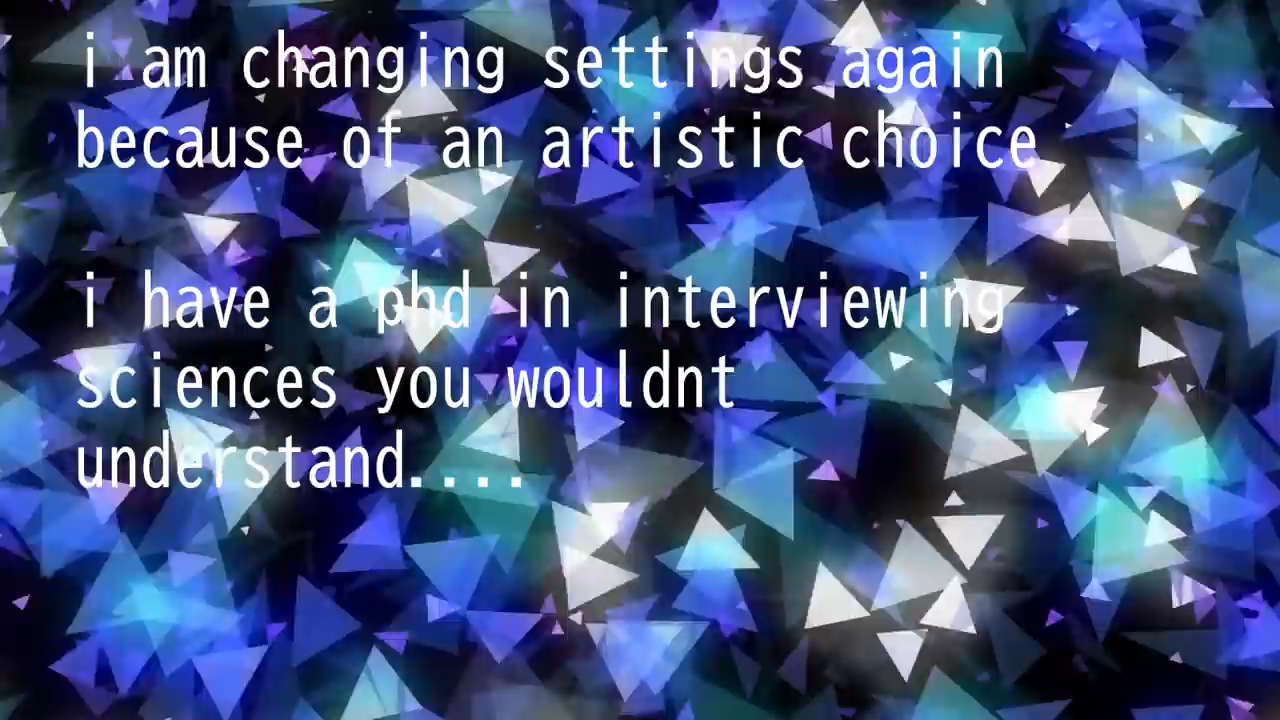 i am changing settings again
because of an artistic choice
i have a phd in interviewing
sciences you wouldnt
understand....